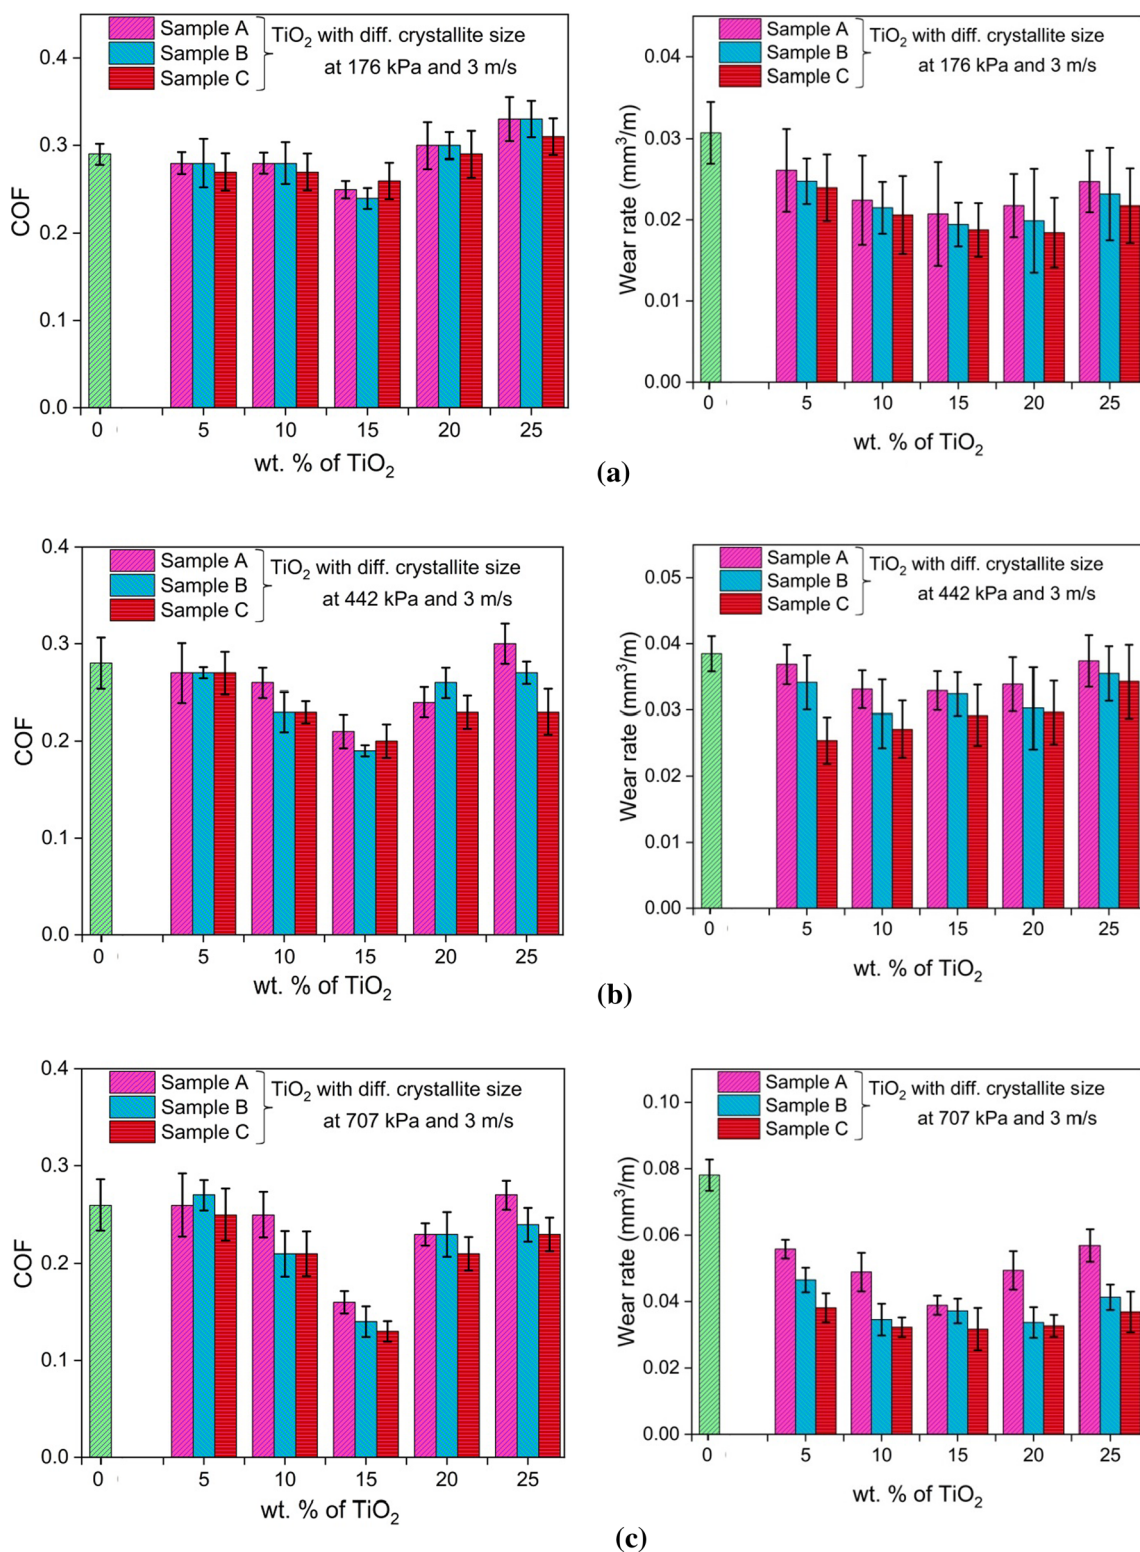 Sample A
Sample B
Sample C
TiO2 with diff. crystallite size
at 176 kPa and 3 m/s
0.4
0.3
0.2
0.1
0.0
COF
0 5 10 15 20 25
wt. % of TiO2
Sample A
Sample B
Sample C
TiO2 with diff. crystallite size
at 176 kPa and 3 m/s
0.04
0.03
0.02
0.01
0.00
Wear rate (mm3/m)
0 5 10 15 20 25
wt. % of TiO2
(a)
Sample A
Sample B
Sample C
TiO2 with diff. crystallite size
at 442 kPa and 3 m/s
0.4
0.3
0.2
0.1
0.0
COF
0 5 10 15 20 25
wt. % of TiO2
Sample A
Sample B
Sample C
TiO2 with diff. crystallite size
at 442 kPa and 3 m/s
0.05
0.04
0.03
0.02
0.01
0.00
Wear rate (mm3/m)
0 5 10 15 20 25
wt. % of TiO2
(b)
Sample A
Sample B
Sample C
TiO2 with diff. crystallite size
at 707 kPa and 3 m/s
0.4
0.3
0.2
0.1
0.0
COF
0 5 10 15 20 25
wt. % of TiO2
Sample A
Sample B
Sample C
TiO2 with diff. crystallite size
at 707 kPa and 3 m/s
0.10
0.08
0.06
0.04
0.02
0.00
Wear rate (mm3/m)
0 5 10 15 20 25
wt. % of TiO2
(c)